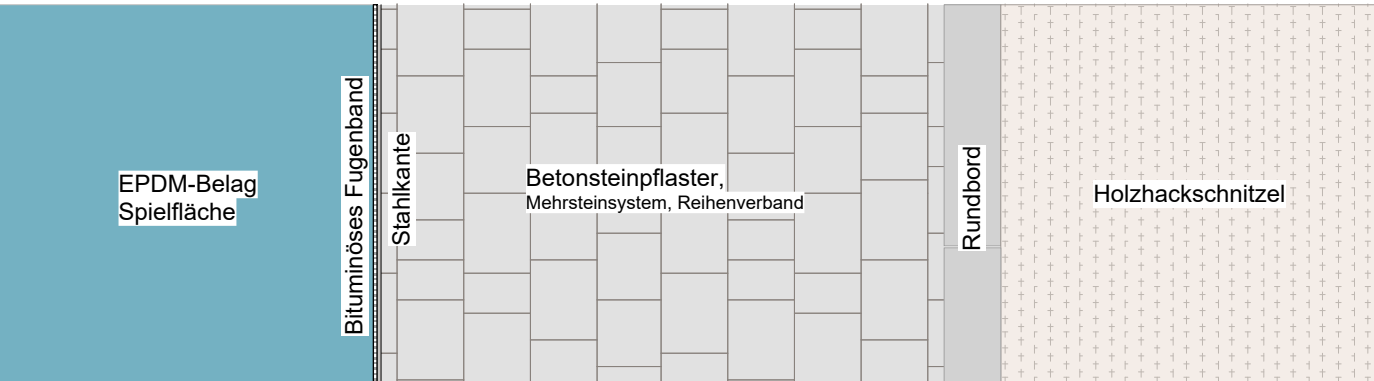 EPDM-Belag
Spielfläche
Bituminöses Fugenband
Stahlkante
Betonsteinpflaster,
Mehrsteinsystem, Reihenverband
Rundbord
Holzhackschnitzel